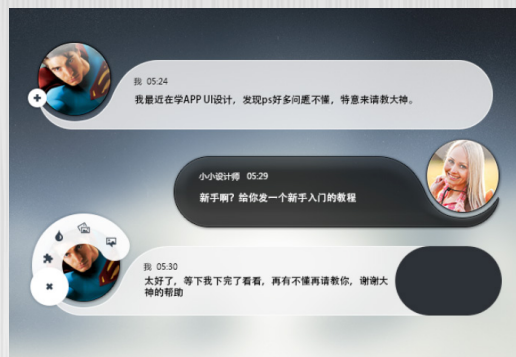 我 05:24
我最近在学APP UI设计，发现ps好多问题不懂，特意来请教大神。
小小设计师 05:29
新手啊？给你发一个新手入门的教程
我 05:30
太好了，等下我下完了看看，再有不懂再请教你，谢谢大
神的帮助